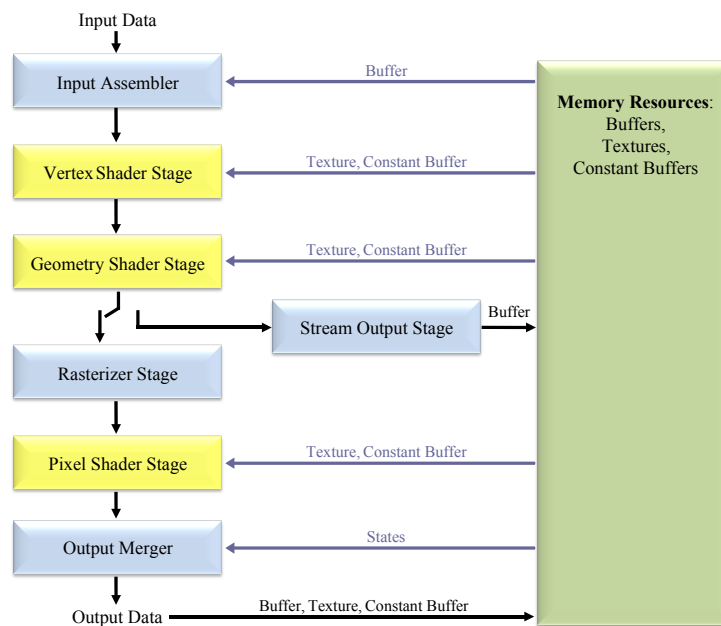 Input Data
Input Assembler
Buffer
Memory Resources:
Buffers,
Textures,
Constant Buffers
Vertex Shader Stage
Texture, Constant Buffer
Geometry Shader Stage
Texture, Constant Buffer
Stream Output Stage
Buffer
Rasterizer Stage
Pixel Shader Stage
Texture, Constant Buffer
Output Merger
States
Output Data
Buffer, Texture, Constant Buffer